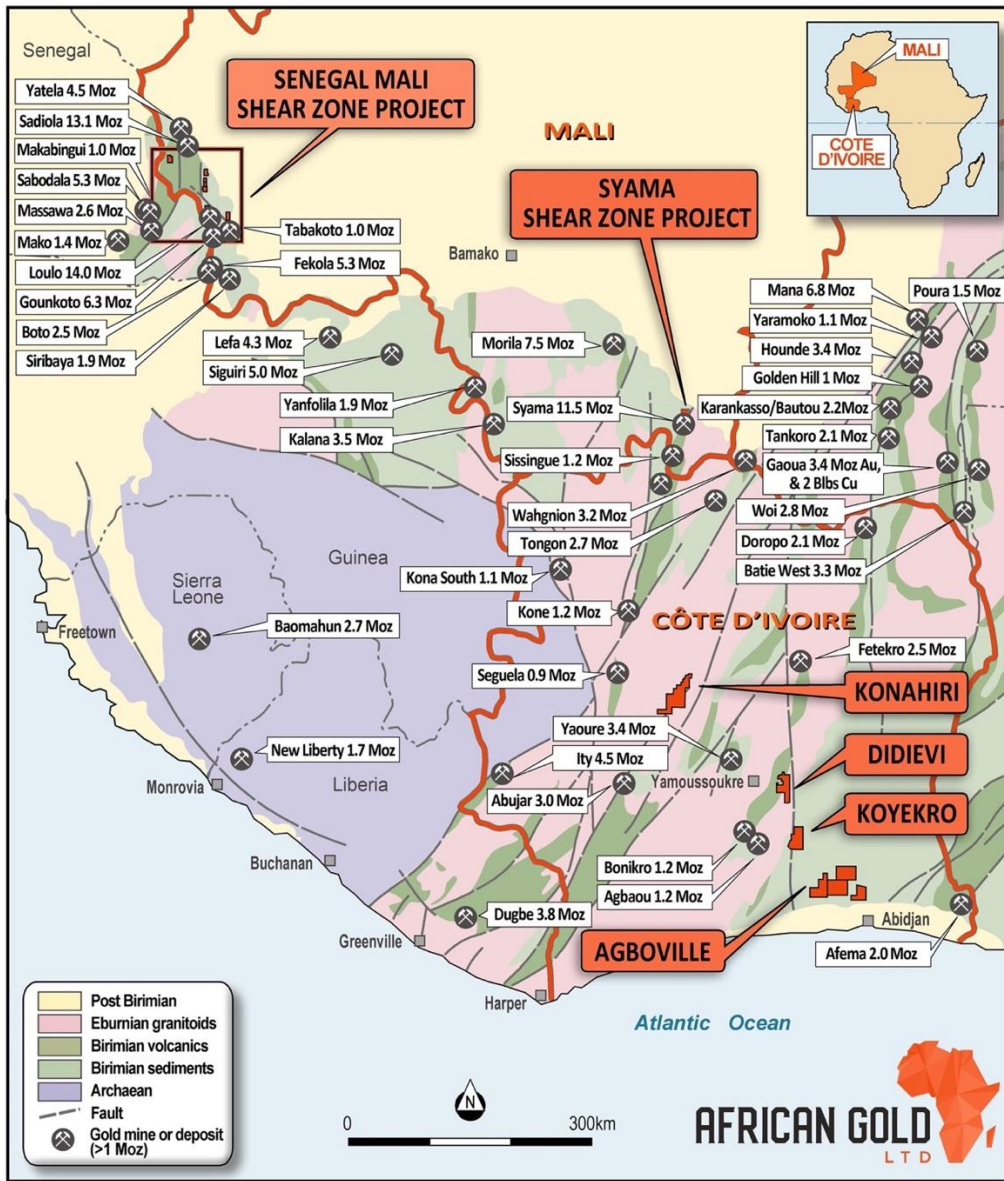 Senegal
SENEGAL MALI
SHEAR ZONE PROJECT
MALI
MALI
COTE
D'IVOIRE
Yatela 4.5 Moz
Sadiola 13.1 Moz
Makabingui 1.0 Moz
Sabodala 5.3 Moz
Massawa 2.6 Moz
Mako 1.4 Moz
Loulo 14.0 Moz
Gounkoto 6.3 Moz
Boto 2.5 Moz
Siribaya 1.9 Moz
Tabakoto 1.0 Moz
Fekola 5.3 Moz
SYAMA
SHEAR ZONE PROJECT
Bamako
Lefa 4.3 Moz
Siguiri 5.0 Moz
Morila 7.5 Moz
Yanfolila 1.9 Moz
Kalana 3.5 Moz
Syama 11.5 Moz
Sissingue 1.2 Moz
Mana 6.8 Moz
Poura 1.5 Moz
Yaramoko 1.1 Moz
Hounde 3.4 Moz
Golden Hill 1 Moz
Karankasso/Bautou 2.2Moz
Tankoro 2.1 Moz
Gaoua 3.4 Moz Au,
& 2 Blbs Cu
Wahgnion 3.2 Moz
Woi 2.8 Moz
Tongon 2.7 Moz
Doropo 2.1 Moz
Batie West 3.3 Moz
Guinea
Kona South 1.1 Moz
Sierra
Leone
Kone 1.2 Moz
CÔTE D'IVOIRE
Freetown
Baomahun 2.7 Moz
Fetekro 2.5 Moz
Seguela 0.9 Moz
KONAHIRI
New Liberty 1.7 Moz
Yaoure 3.4 Moz
Ity 4.5 Moz
DIDIEVI
Monrovia
Liberia
Abujar 3.0 Moz
Yamoussoukre
KOYEKRO
Buchanan
Bonikro 1.2 Moz
Agbaou 1.2 Moz
Dugbe 3.8 Moz
Greenville
AGBOVILLE
Abidjan
Afema 2.0 Moz
Harper
Atlantic Ocean
Post Birimian
Eburnian granitoids
Birimian volcanics
Birimian sediments
Archaean
Fault
Gold mine or deposit
(>1 Moz)
N
0 300km
AFRICAN GOLD
LTD